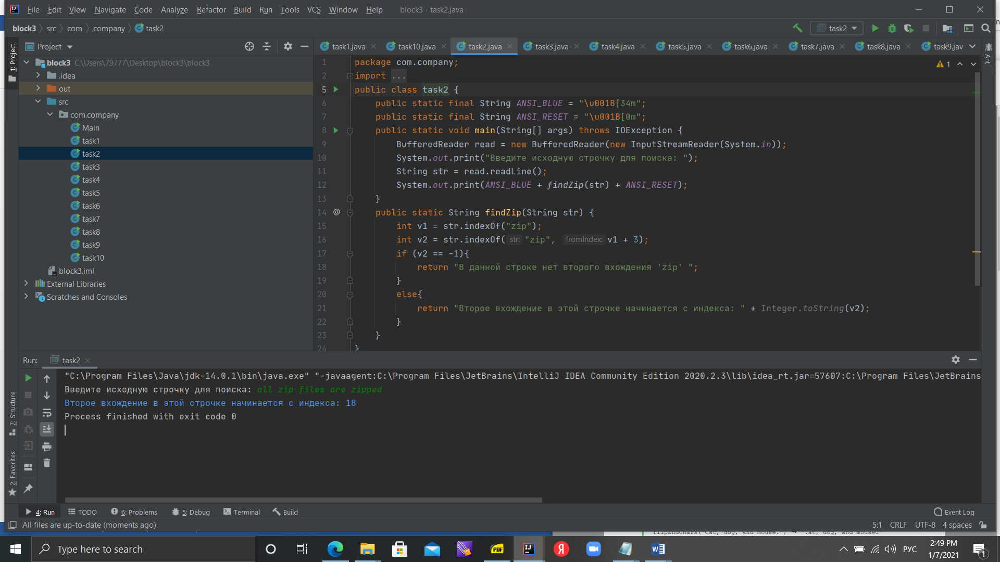 File Edit View Navigate Code Analyze Refactor Build Run Tools VCS Window Help block3 - task2.java
block3 src com company task2
task2
1: Project
Project
task1.java task10.java task2.java task3.java task4.java task5.java task6.java task7.java task8.java task9.jav
Ant
block3 C:\Users\79777\Desktop\block3\block3
.idea
out
src
com.company
Main
task1
task2
task3
task4
task5
task6
task7
task8
task9
task10
block3.iml
External Libraries
Scratches and Consoles
1
1 package com.company;
2 import ...
5 public class task2 {
6 public static final String ANSI_BLUE = "\u001B[34m";
7 public static final String ANSI_RESET = "\u001B[0m";
8 public static void main(String[] args) throws IOException {
9 BufferedReader read = new BufferedReader(new InputStreamReader(System.in));
10 System.out.print("Введите исходную строчку для поиска: ");
11 String str = read.readLine();
12 System.out.print(ANSI_BLUE + findZip(str) + ANSI_RESET);
13 }
14 @ public static String findZip(String str) {
15 int v1 = str.indexOf("zip");
16 int v2 = str.indexOf( str: "zip", fromIndex: v1 + 3);
17 if (v2 == -1){
18 return "В данной строке нет второго вхождения 'zip' ";
19 }
20 else{
21 return "Второе вхождение в этой строчке начинается с индекса: " + Integer.toString(v2);
22 }
23 }
24 }
Run: task2
"C:\Program Files\Java\jdk-14.0.1\bin\java.exe" "-javaagent:C:\Program Files\JetBrains\IntelliJ IDEA Community Edition 2020.2.3\lib\idea_rt.jar=57607:C:\Program Files\JetBrains
Введите исходную строчку для поиска: all zip files are zipped
Второе вхождение в этой строчке начинается с индекса: 18
Process finished with exit code 0
7: Structure
2: Favorites
4: Run TODO 6: Problems 5: Debug Terminal Build Event Log
All files are up-to-date (moments ago) 5:1 CRLF UTF-8 4 spaces
Type here to search
PDF
IJ
Я
W
РУС
2:49 PM
1/7/2021
1